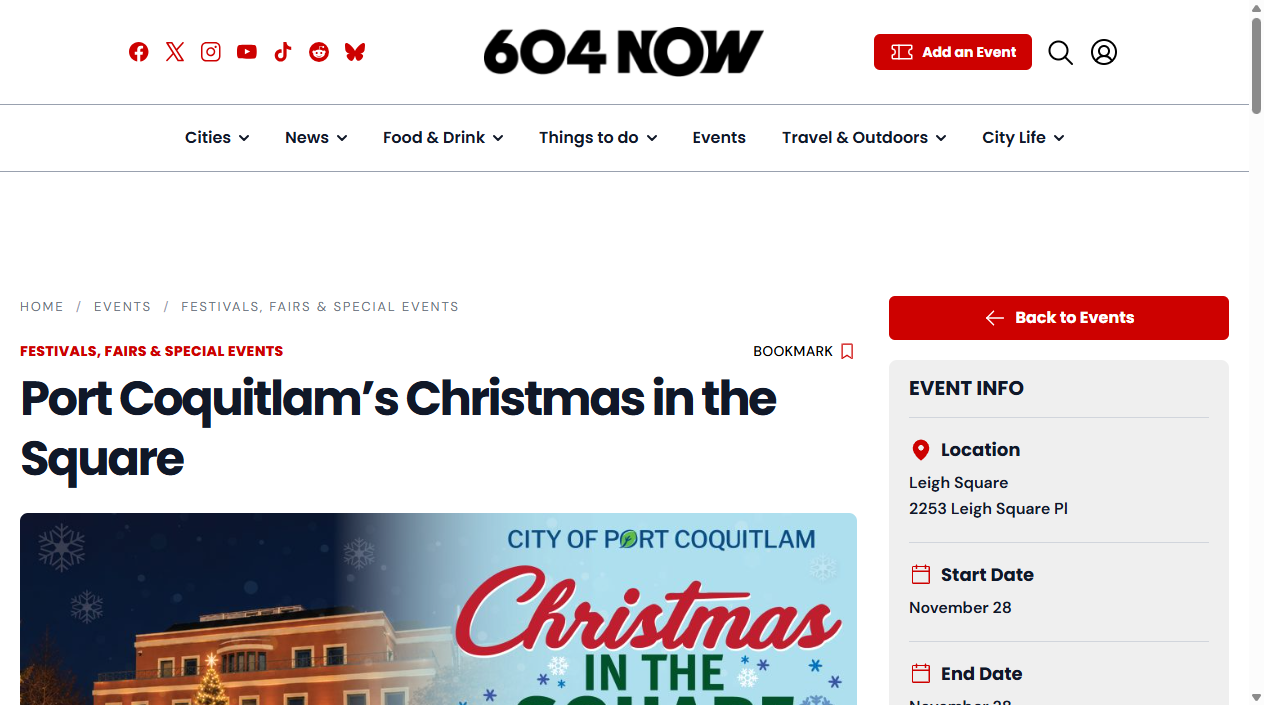 604 NOW
Add an Event
Cities
News
Food & Drink
Things to do
Events
Travel & Outdoors
City Life
HOME / EVENTS / FESTIVALS, FAIRS & SPECIAL EVENTS
FESTIVALS, FAIRS & SPECIAL EVENTS
BOOKMARK
Port Coquitlam’s Christmas in the
Square
CITY OF PORT COQUITLAM
Christmas
IN THE
SQUARE
Back to Events
EVENT INFO
Location
Leigh Square
2253 Leigh Square Pl
Start Date
November 28
End Date
November 28